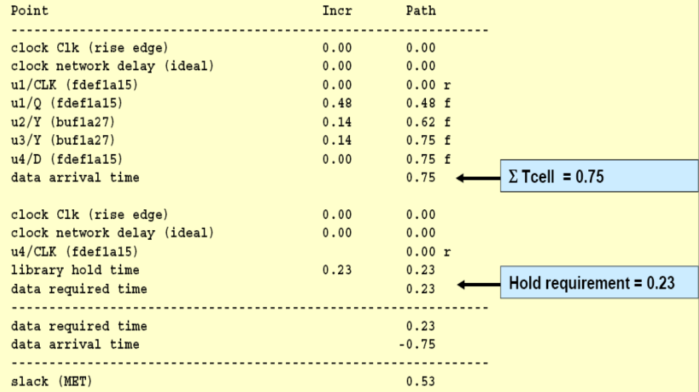 Point Incr Path
------------------------------------------------------------
clock Clk (rise edge) 0.00 0.00
clock network delay (ideal) 0.00 0.00
u1/CLK (fdef1a15) 0.00 0.00 r
u1/Q (fdef1a15) 0.48 0.48 f
u2/Y (buf1a27) 0.14 0.62 f
u3/Y (buf1a27) 0.14 0.75 f
u4/D (fdef1a15) 0.00 0.75 f
data arrival time 0.75
Σ Tcell = 0.75
clock Clk (rise edge) 0.00 0.00
clock network delay (ideal) 0.00 0.00
u4/CLK (fdef1a15) 0.00 r
library hold time 0.23 0.23
data required time 0.23
Hold requirement = 0.23
------------------------------------------------------------
data required time 0.23
data arrival time -0.75
------------------------------------------------------------
slack (MET) 0.53